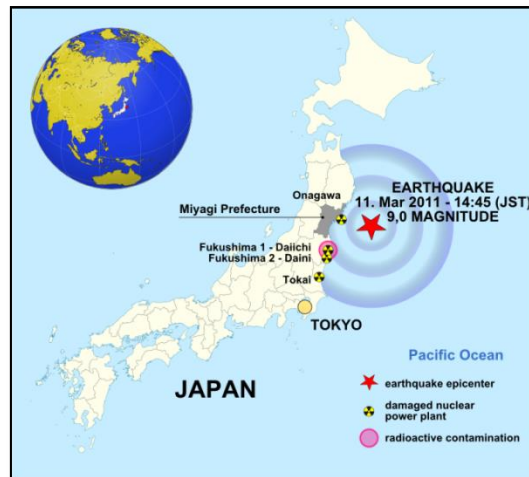 Onagawa
EARTHQUAKE
11. Mar 2011 - 14:45 (JST)
9,0 MAGNITUDE
Miyagi Prefecture
Fukushima 1 - Daiichi
Fukushima 2 - Daini
Tokai
TOKYO
JAPAN
Pacific Ocean
earthquake epicenter
damaged nuclear
power plant
radioactive contamination